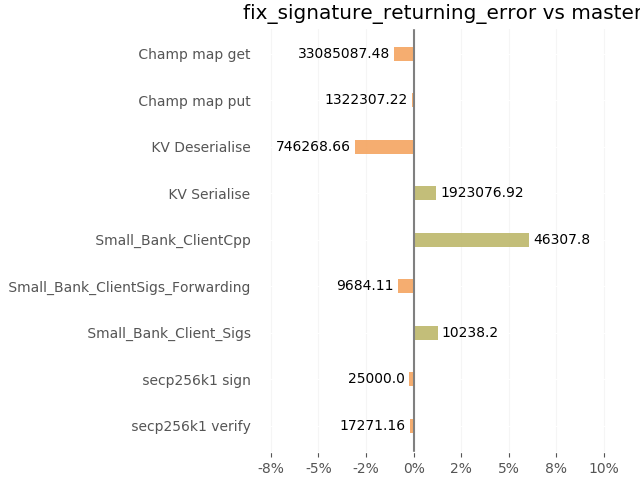 fix_signature_returning_error vs master
Champ map get 33085087.48
Champ map put 1322307.22
KV Deserialise 746268.66
KV Serialise 1923076.92
Small_Bank_ClientCpp 46307.8
Small_Bank_ClientSigs_Forwarding 9684.11
Small_Bank_Client_Sigs 10238.2
secp256k1 sign 25000.0
secp256k1 verify 17271.16
-8% -5% -2% 0% 2% 5% 8% 10%